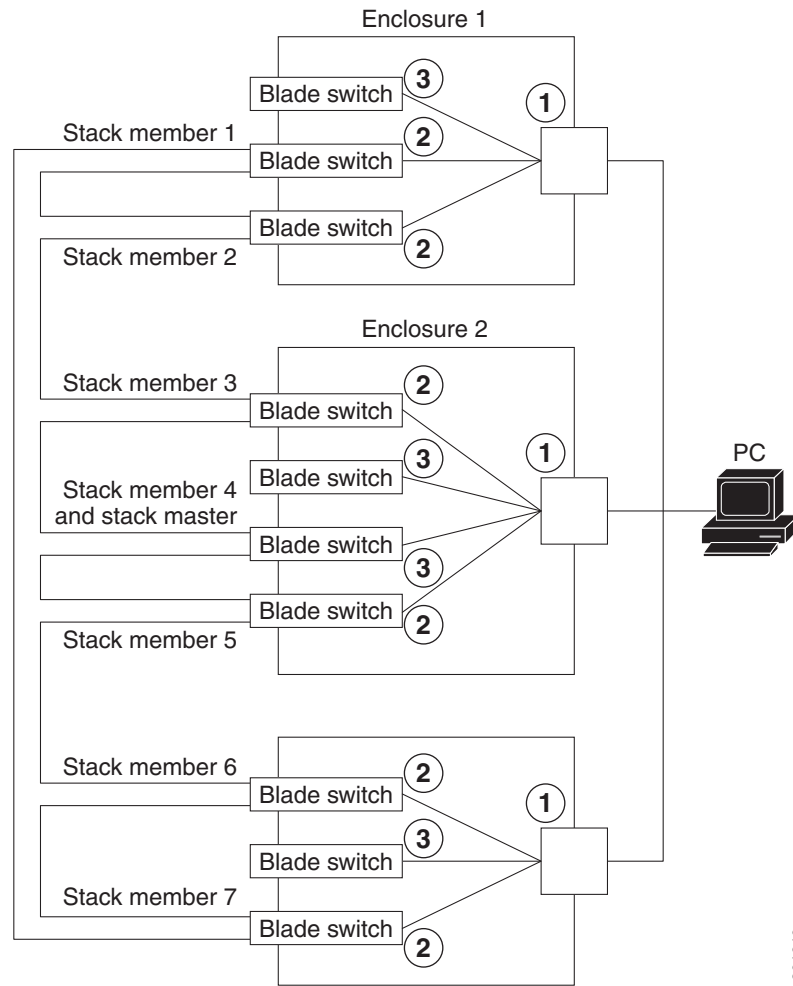 Enclosure 1
Blade switch
3
1
Stack member 1
2
Blade switch
Blade switch
2
Stack member 2
Enclosure 2
Stack member 3
2
Blade switch
1
PC
3
Blade switch
Stack member 4
and stack master
Blade switch
3
Blade switch
2
Stack member 5
Stack member 6
2
Blade switch
1
3
Blade switch
Stack member 7
Blade switch
2